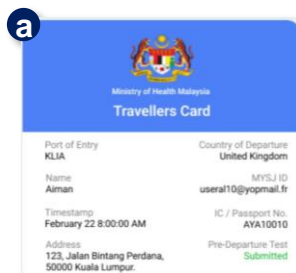 a
Ministry of Health Malaysia
Travellers Card
Port of Entry Country of Departure
KLIA United Kingdom
Name MYSJ ID
Aiman useral10@yopmail.fr
Timestamp IC / Passport No.
February 22 8:00:00 AM AYA10010
Address Pre-Departure Test
123, Jalan Bintang Perdana, Submitted
50000 Kuala Lumpur.